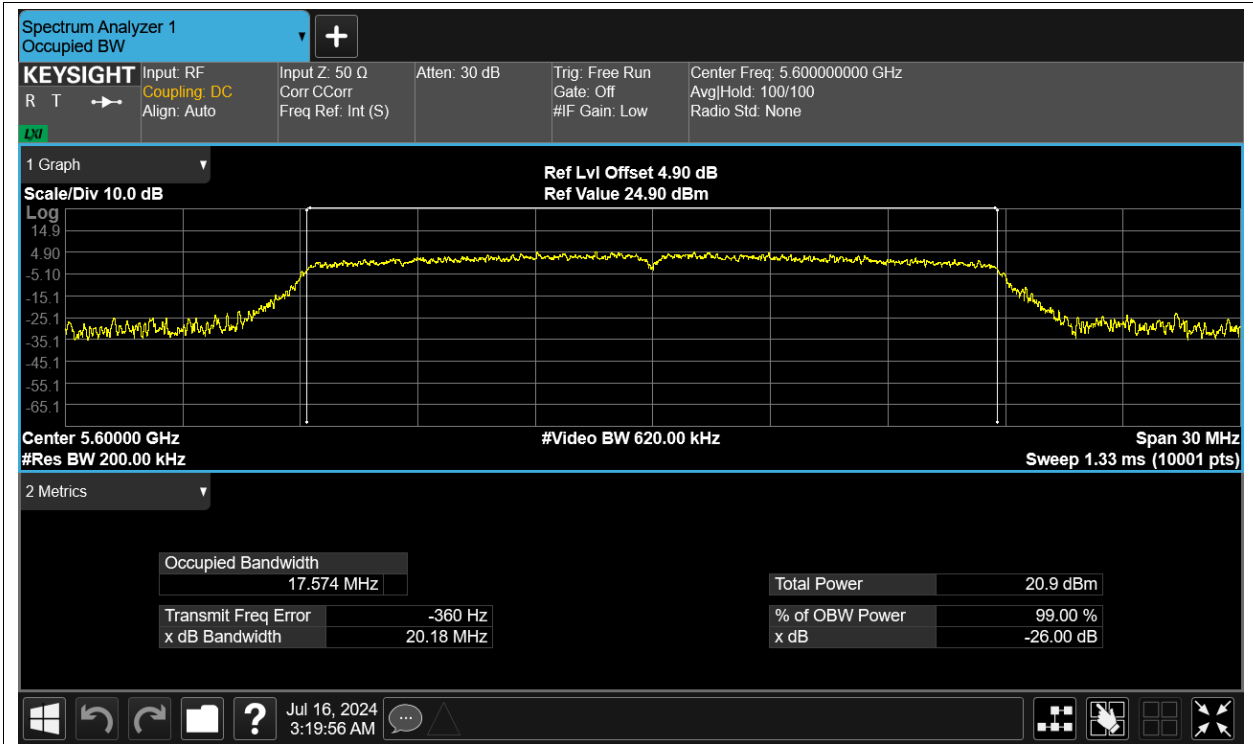 Spectrum Analyzer 1
Occupied BW
KEYSIGHT
R T
LXI
Input: RF
Coupling: DC
Align: Auto
Input Z: 50 Ω
Corr CCorr
Freq Ref: Int (S)
Atten: 30 dB
Trig: Free Run
Gate: Off
#IF Gain: Low
Center Freq: 5.600000000 GHz
Avg|Hold: 100/100
Radio Std: None
1 Graph
Scale/Div 10.0 dB
Ref Lvl Offset 4.90 dB
Ref Value 24.90 dBm
Log
14.9
4.90
-5.10
-15.1
-25.1
-35.1
-45.1
-55.1
-65.1
Center 5.60000 GHz
#Res BW 200.00 kHz
#Video BW 620.00 kHz
Span 30 MHz
Sweep 1.33 ms (10001 pts)
2 Metrics
Occupied Bandwidth
17.574 MHz
Transmit Freq Error -360 Hz
x dB Bandwidth 20.18 MHz
Total Power 20.9 dBm
% of OBW Power 99.00 %
x dB -26.00 dB
?
Jul 16, 2024
3:19:56 AM